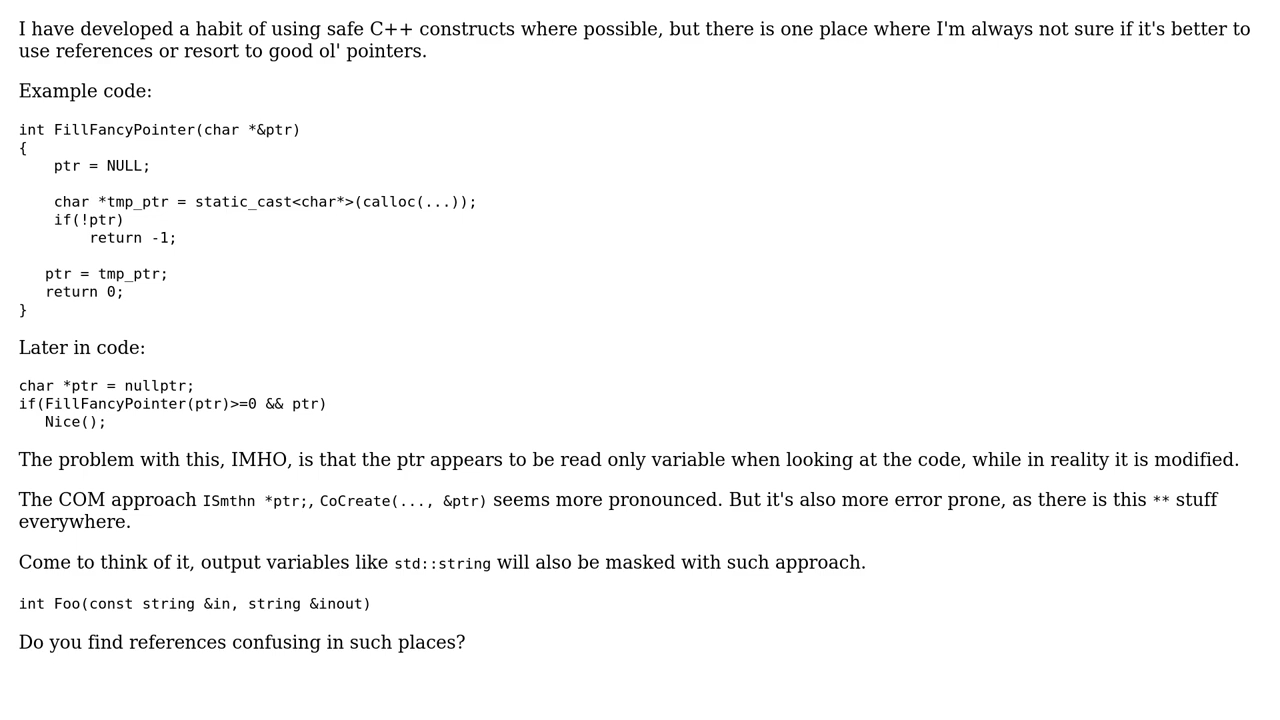 I have developed a habit of using safe C++ constructs where possible, but there is one place where I'm always not sure if it's better to
use references or resort to good ol' pointers.
Example code:
int FillFancyPointer(char *&ptr)
{
    ptr = NULL;
    char *tmp_ptr = static_cast<char*>(calloc(...));
    if(!ptr)
        return -1;
   ptr = tmp_ptr;
   return 0;
}
Later in code:
char *ptr = nullptr;
if(FillFancyPointer(ptr)>=0 && ptr)
   Nice();
The problem with this, IMHO, is that the ptr appears to be read only variable when looking at the code, while in reality it is modified.
The COM approach ISmthn *ptr;, CoCreate(..., &ptr) seems more pronounced. But it's also more error prone, as there is this ** stuff
everywhere.
Come to think of it, output variables like std::string will also be masked with such approach.
int Foo(const string &in, string &inout)
Do you find references confusing in such places?